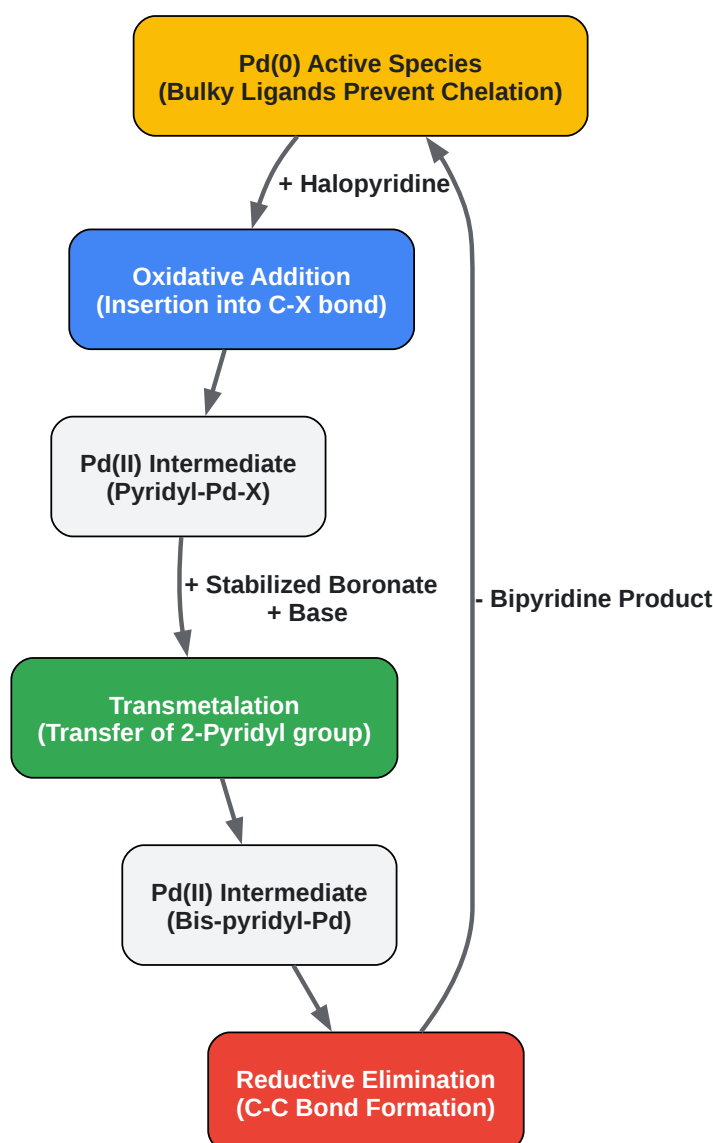 Pd(0) Active Species
(Bulky Ligands Prevent Chelation)
+ Halopyridine
Oxidative Addition
(Insertion into C-X bond)
Pd(II) Intermediate
(Pyridyl-Pd-X)
+ Stabilized Boronate
+ Base
- Bipyridine Product
Transmetalation
(Transfer of 2-Pyridyl group)
Pd(II) Intermediate
(Bis-pyridyl-Pd)
Reductive Elimination
(C-C Bond Formation)